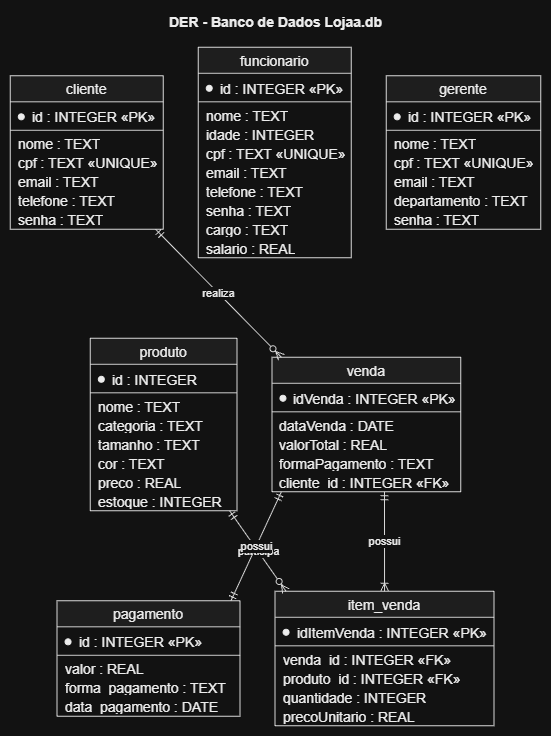 DER - Banco de Dados Lojaa.db
cliente
id : INTEGER «PK»
nome : TEXT
cpf : TEXT «UNIQUE»
email : TEXT
telefone : TEXT
senha : TEXT
funcionario
id : INTEGER «PK»
nome : TEXT
idade : INTEGER
cpf : TEXT «UNIQUE»
email : TEXT
telefone : TEXT
senha : TEXT
cargo : TEXT
salario : REAL
gerente
id : INTEGER «PK»
nome : TEXT
cpf : TEXT «UNIQUE»
email : TEXT
departamento : TEXT
senha : TEXT
realiza
produto
id : INTEGER
nome : TEXT
categoria : TEXT
tamanho : TEXT
cor : TEXT
preco : REAL
estoque : INTEGER
venda
idVenda : INTEGER «PK»
dataVenda : DATE
valorTotal : REAL
formaPagamento : TEXT
cliente_id : INTEGER «FK»
possui
participa
possui
pagamento
id : INTEGER «PK»
valor : REAL
forma_pagamento : TEXT
data_pagamento : DATE
item_venda
idItemVenda : INTEGER «PK»
venda_id : INTEGER «FK»
produto_id : INTEGER «FK»
quantidade : INTEGER
precoUnitario : REAL